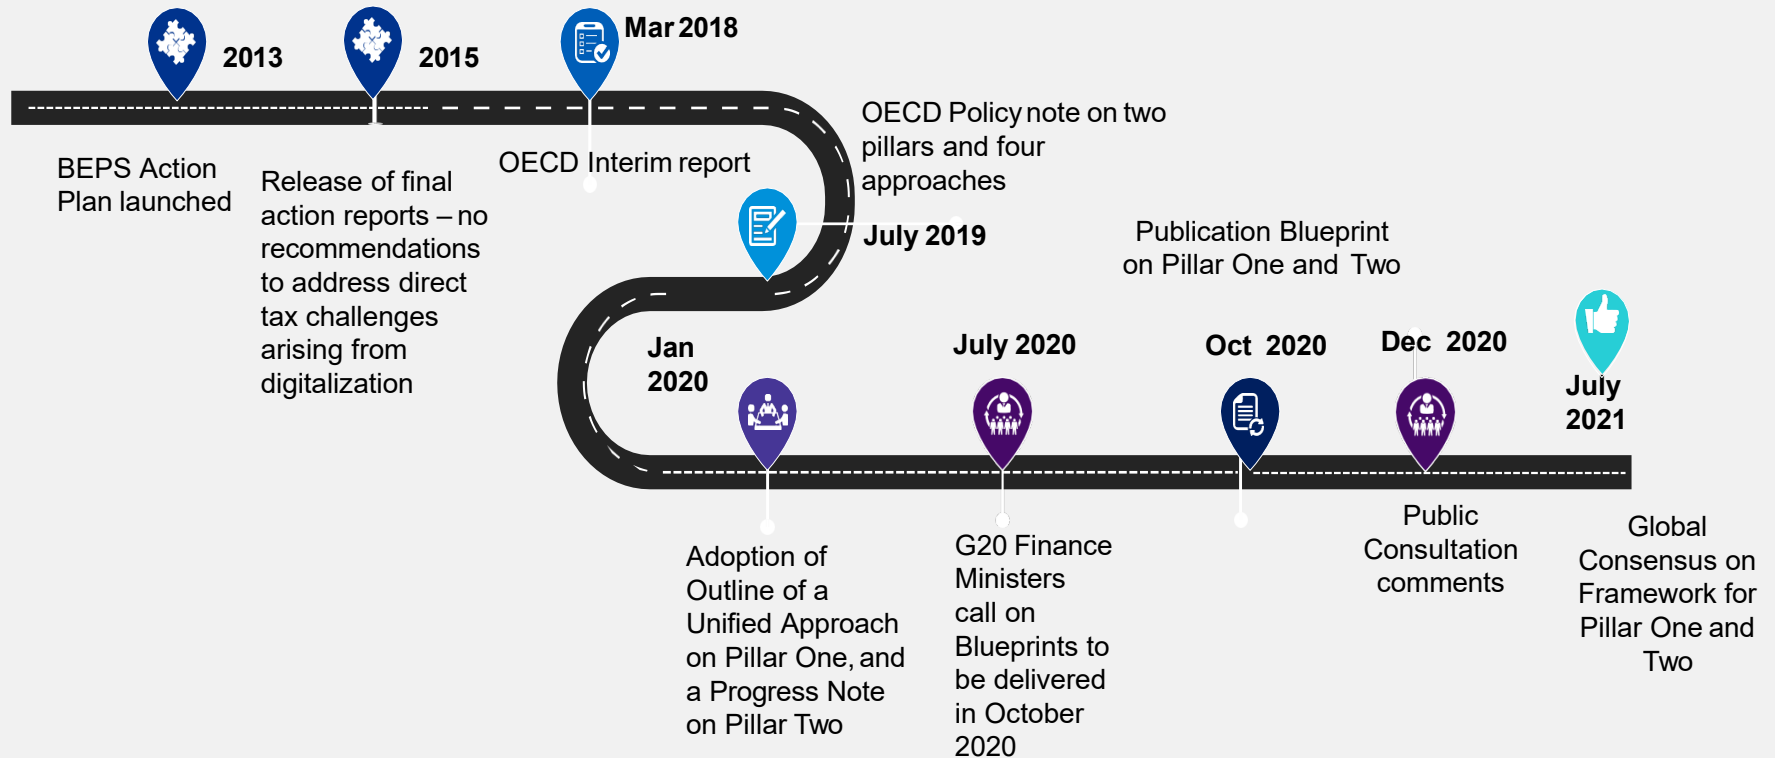 2013
BEPS Action
Plan launched
2015
Release of final
action reports – no
recommendations
to address direct
tax challenges
arising from
digitalization
Mar 2018
OECD Interim report
OECD Policy note on two
pillars and four
approaches
July 2019
Jan
2020
Adoption of
Outline of a
Unified Approach
on Pillar One, and
a Progress Note
on Pillar Two
July 2020
G20 Finance
Ministers
call on
Blueprints to
be delivered
in October
2020
Publication Blueprint
on Pillar One and Two
Oct 2020
Dec 2020
Public
Consultation
comments
July
2021
Global
Consensus on
Framework for
Pillar One and
Two